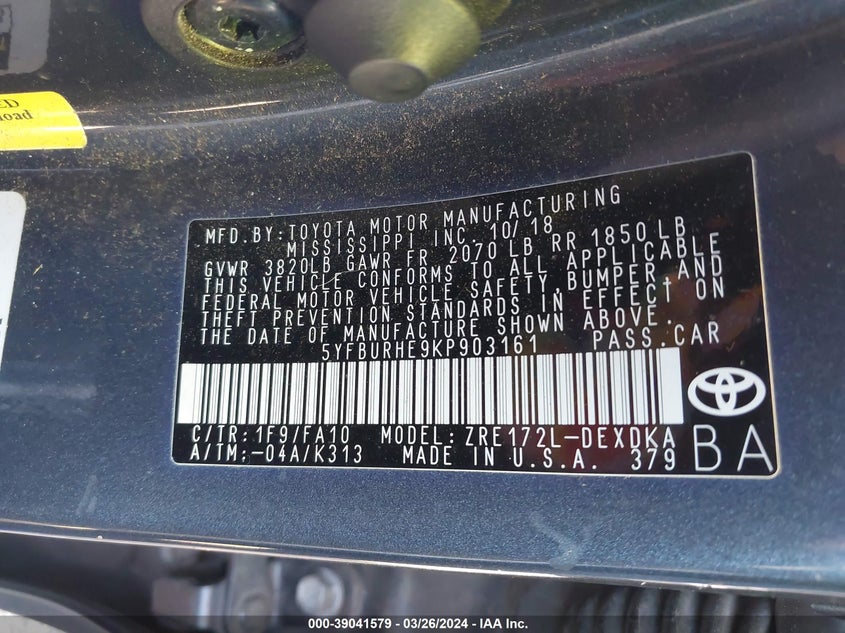 ED
load
MFD.BY:TOYOTA MOTOR MANUFACTURING
MISSISSIPPI INC. 10/18
GVWR 3820LB GAWR FR 2070 LB RR 1850 LB
THIS VEHICLE CONFORMS TO ALL APPLICABLE
FEDERAL MOTOR VEHICLE SAFETY,BUMPER,AND
THEFT PREVENTION STANDARDS IN EFFECT ON
THE DATE OF MANUFACTURE SHOWN ABOVE.
5YFBURHE9KP903161 PASS.CAR
C/TR:1F9/FA10 MODEL:ZRE172L-DEXDKA
A/TM:-04A/K313 MADE IN U.S.A. 379
BA
000-39041579 - 03/26/2024 - IAA Inc.